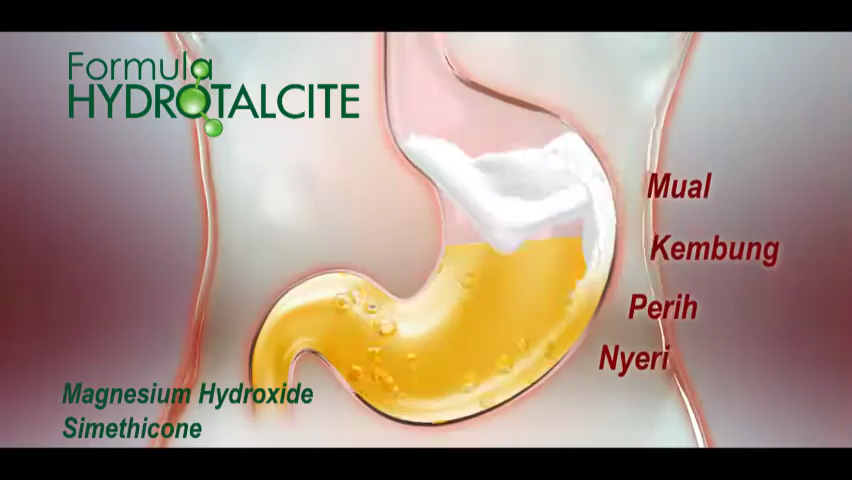 Formula
HYDROTALCITE
Mual
Kembung
Perih
Nyeri
Magnesium Hydroxide
Simethicone